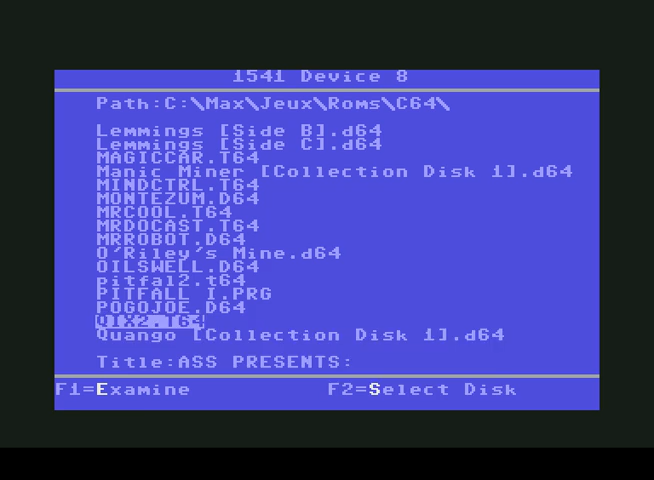 1541 Device 8
Path:C:\Max\Jeux\Roms\C64\
Lemmings [Side B].d64
Lemmings [Side C].d64
MAGICCAR.T64
Manic Miner [Collection Disk 1].d64
MINDCTRL.T64
MONTEZUM.D64
MRCOOL.T64
MRDOCAST.T64
MRROBOT.D64
O'Riley's Mine.d64
OILSWELL.D64
pitfal2.t64
PITFALL I.PRG
POGOJOE.D64
QIX2.T64
Quango [Collection Disk 1].d64
Title:ASS PRESENTS:
F1=Examine F2=Select Disk